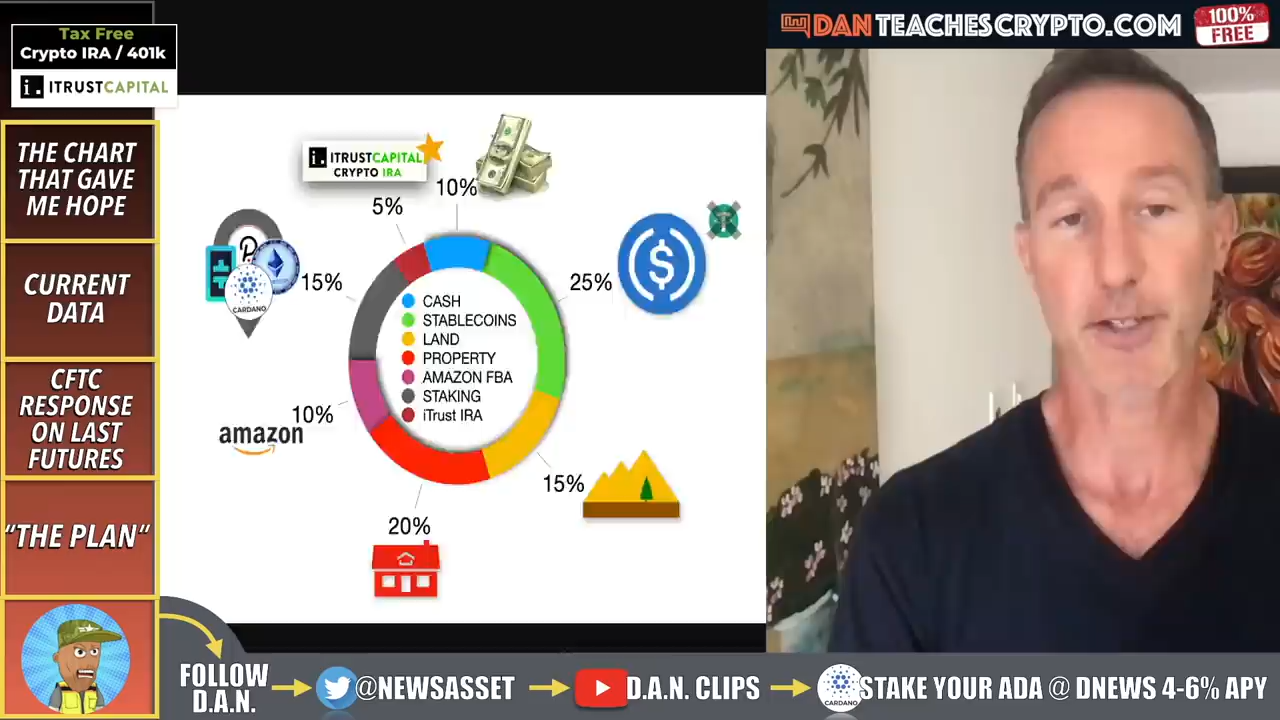 Tax Free
Crypto IRA / 401k
i. ITRUSTCAPITAL
THE CHART
THAT GAVE
ME HOPE
CURRENT
DATA
CFTC
RESPONSE
ON LAST
FUTURES
"THE PLAN"
DANTEACHESCRYPTO.COM
100%
FREE
i. ITRUSTCAPITAL
CRYPTO IRA
10%
5%
15%
25%
CARDANO
CASH
STABLECOINS
LAND
PROPERTY
AMAZON FBA
STAKING
iTrust IRA
10%
amazon
15%
20%
FOLLOW
D.A.N.
@NEWSASSET
D.A.N. CLIPS
CARDANO
STAKE YOUR ADA @ DNEWS 4-6% APY